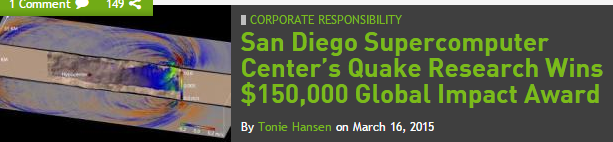 1 Comment 149
CORPORATE RESPONSIBILITY
San Diego Supercomputer
Center's Quake Research Wins
$150,000 Global Impact Award
By Tonie Hansen on March 16, 2015